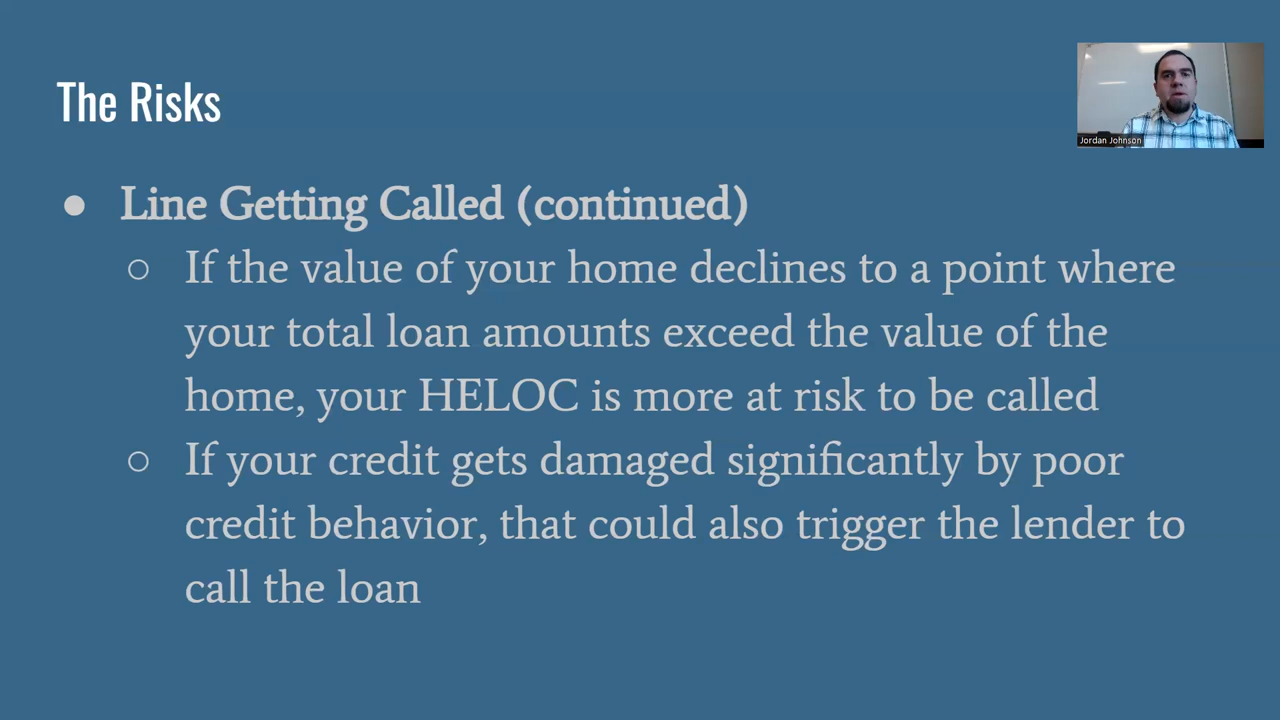 The Risks
Jordan Johnson
● Line Getting Called (continued)
○ If the value of your home declines to a point where
your total loan amounts exceed the value of the
home, your HELOC is more at risk to be called
○ If your credit gets damaged significantly by poor
credit behavior, that could also trigger the lender to
call the loan